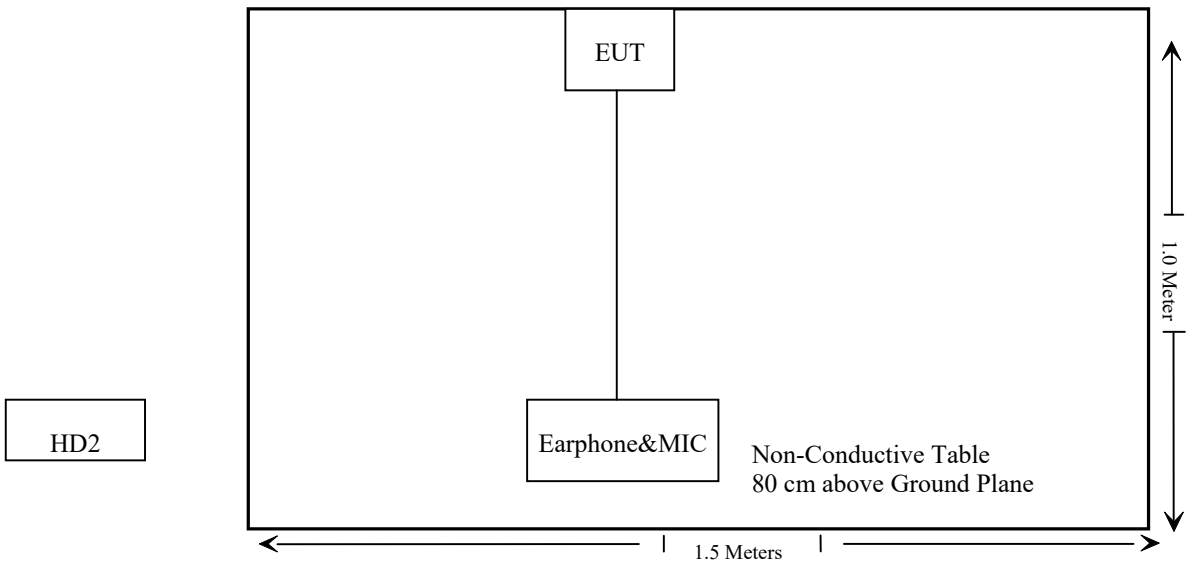 EUT
1.0 Meter
HD2
Earphone&MIC
Non-Conductive Table
80 cm above Ground Plane
1.5 Meters